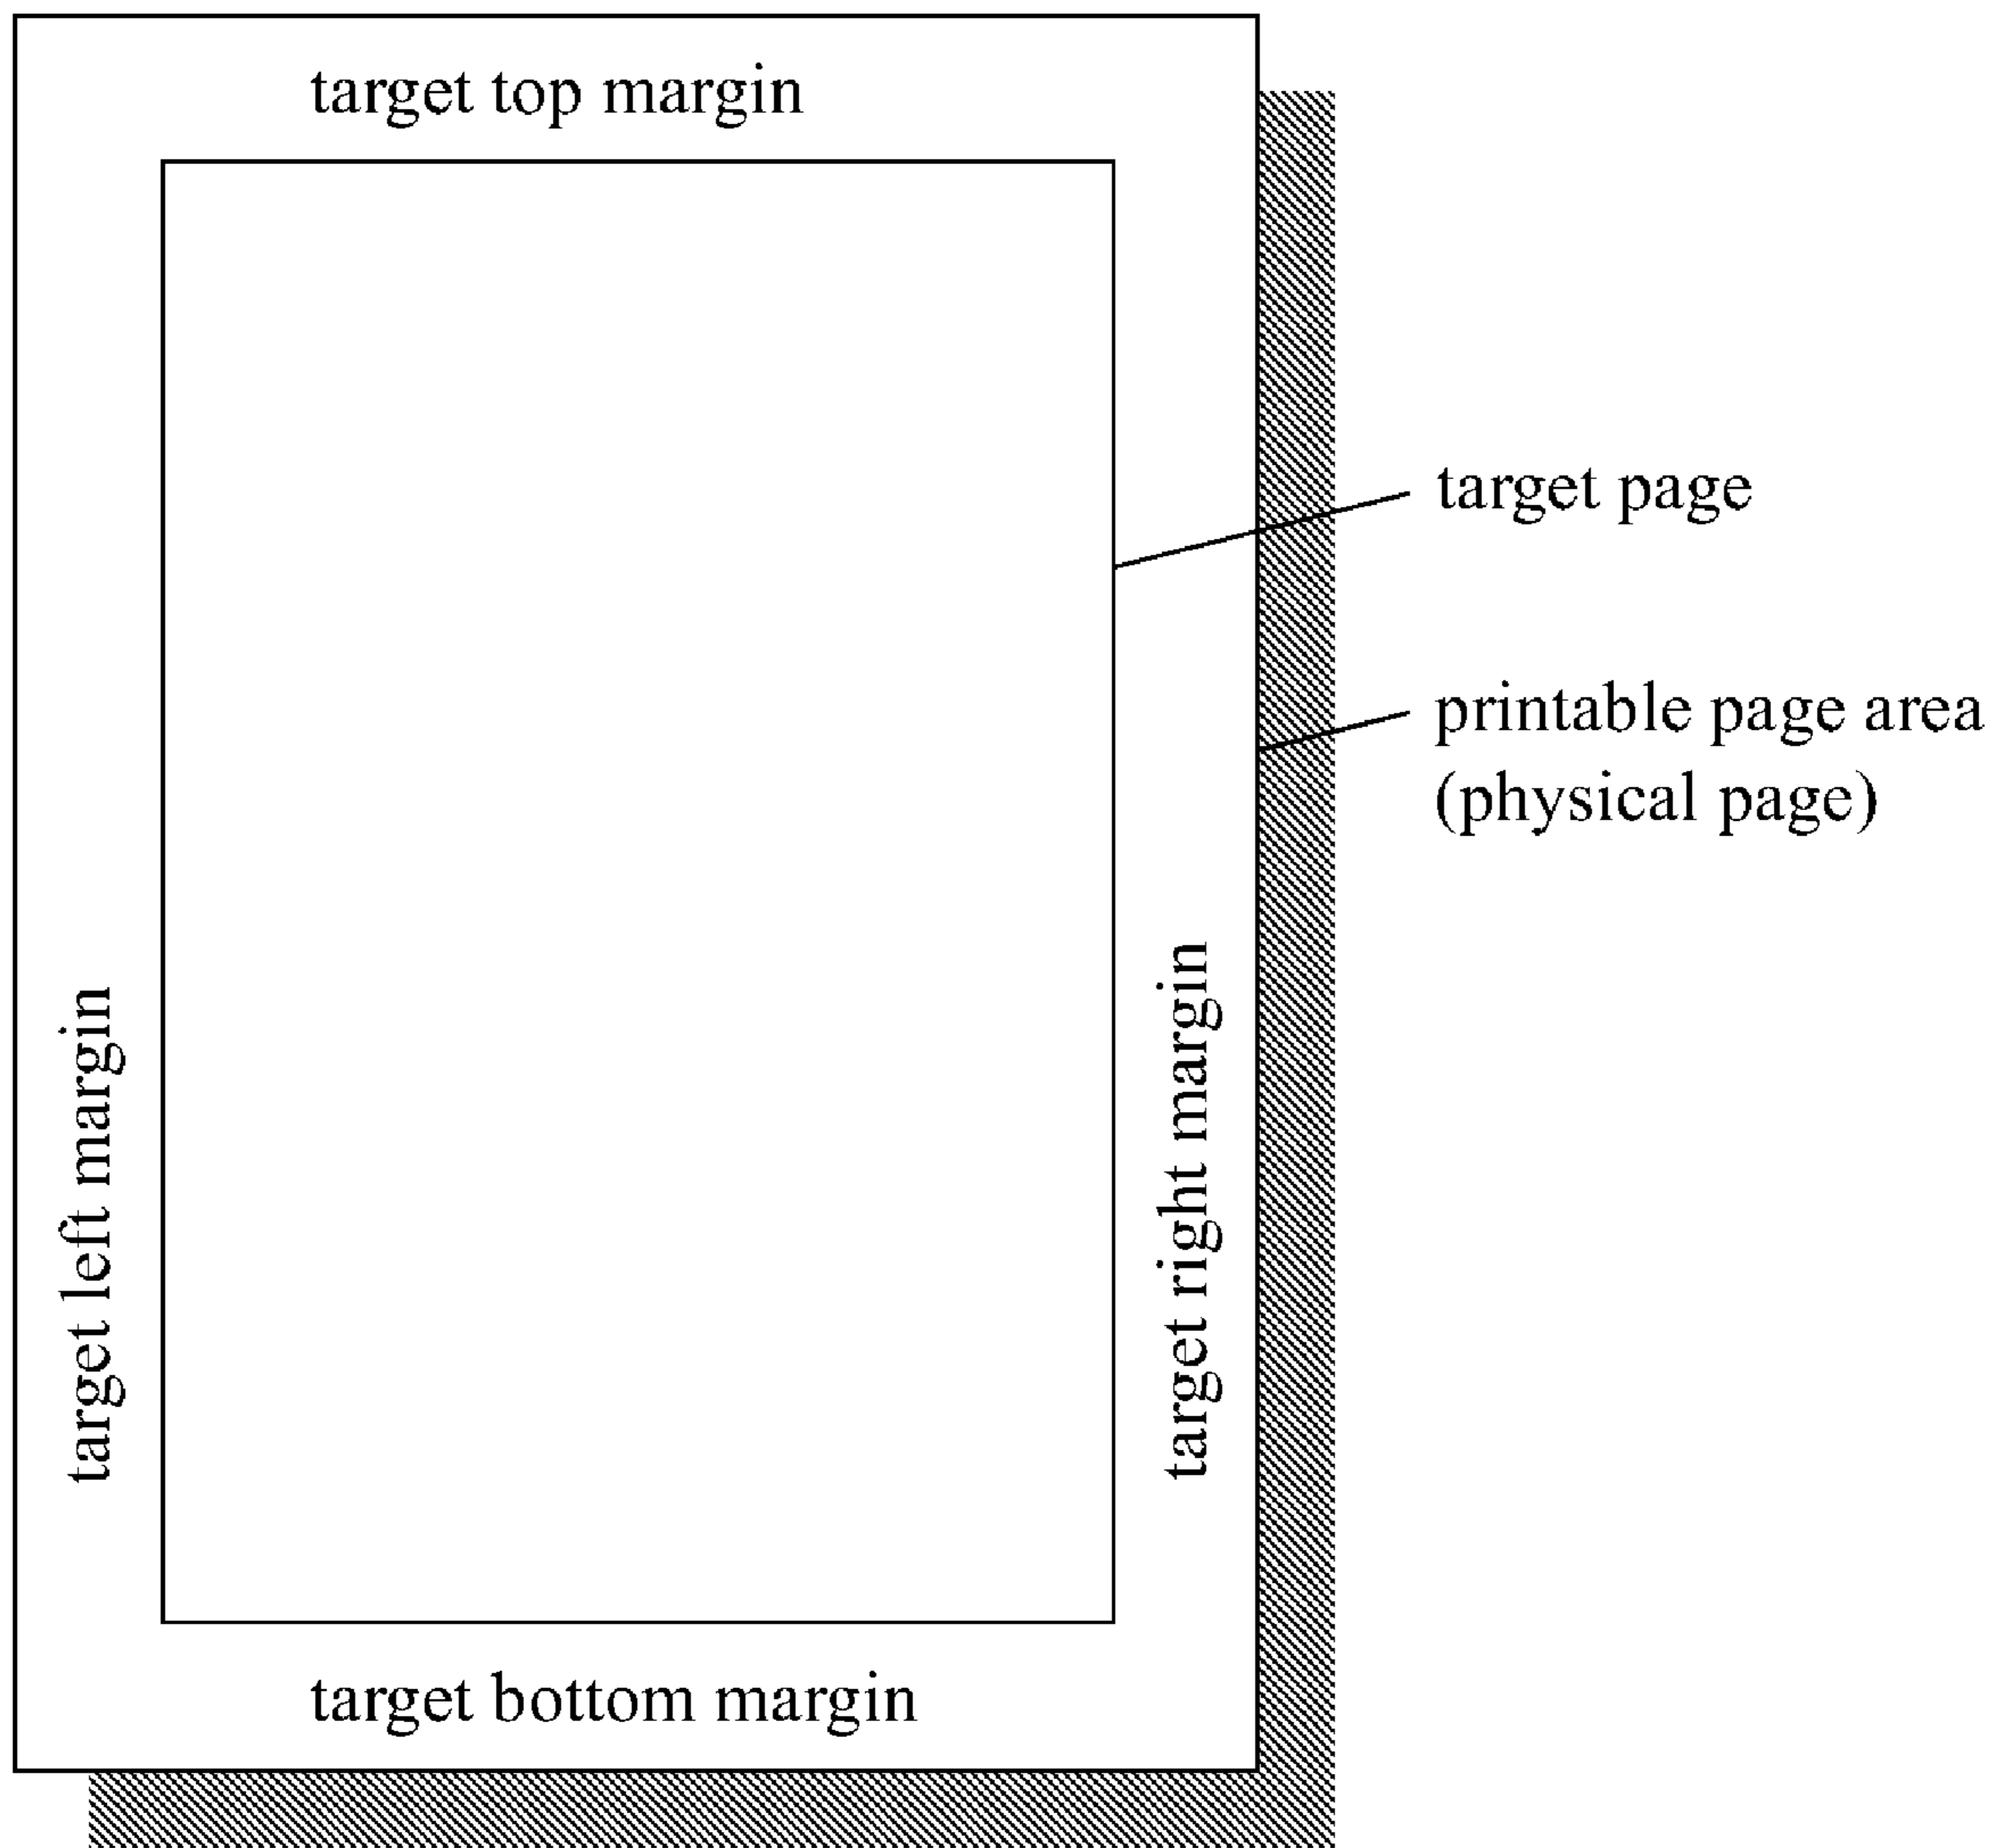 target top margin
target page
printable page area
(physical page)
target left margin
target right margin
target bottom margin